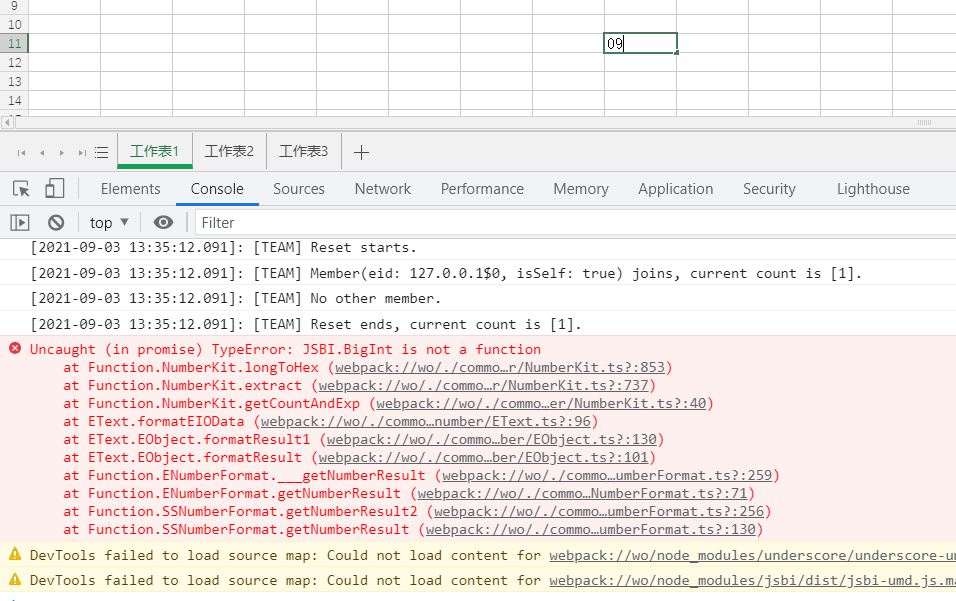 9
10
11
09
12
13
14
工作表1 工作表2 工作表3
Elements Console Sources Network Performance Memory Application Security Lighthouse
top Filter
[2021-09-03 13:35:12.091]: [TEAM] Reset starts.
[2021-09-03 13:35:12.091]: [TEAM] Member(eid: 127.0.0.1$0, isSelf: true) joins, current count is [1].
[2021-09-03 13:35:12.091]: [TEAM] No other member.
[2021-09-03 13:35:12.091]: [TEAM] Reset ends, current count is [1].
Uncaught (in promise) TypeError: JSBI.BigInt is not a function
at Function.NumberKit.longToHex (webpack://wo/./commo…r/NumberKit.ts?:853)
at Function.NumberKit.extract (webpack://wo/./commo…r/NumberKit.ts?:737)
at Function.NumberKit.getCountAndExp (webpack://wo/./commo…er/NumberKit.ts?:40)
at EText.formatEIOData (webpack://wo/./commo…number/EText.ts?:96)
at EText.EObject.formatResult1 (webpack://wo/./commo…ber/EObject.ts?:130)
at EText.EObject.formatResult (webpack://wo/./commo…ber/EObject.ts?:101)
at Function.ENumberFormat.___getNumberResult (webpack://wo/./commo…umberFormat.ts?:259)
at Function.ENumberFormat.getNumberResult (webpack://wo/./commo…NumberFormat.ts?:71)
at Function.SSNumberFormat.getNumberResult2 (webpack://wo/./commo…umberFormat.ts?:256)
at Function.SSNumberFormat.getNumberResult (webpack://wo/./commo…umberFormat.ts?:130)
DevTools failed to load source map: Could not load content for webpack://wo/node_modules/underscore/underscore-um
DevTools failed to load source map: Could not load content for webpack://wo/node_modules/jsbi/dist/jsbi-umd.js.ma